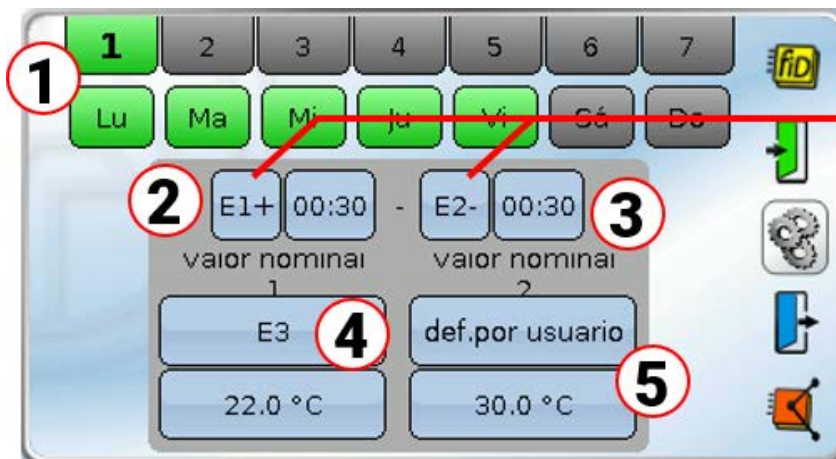 1 2 3 4 5 6 7
1
Lu Ma Mi Ju Vi Sá Do
2 E1+ 00:30 - E2- 00:30 3
valor nominal valor nominal
1 2
E3 4 def.por usuario
5
22.0 °C 30.0 °C
fiD